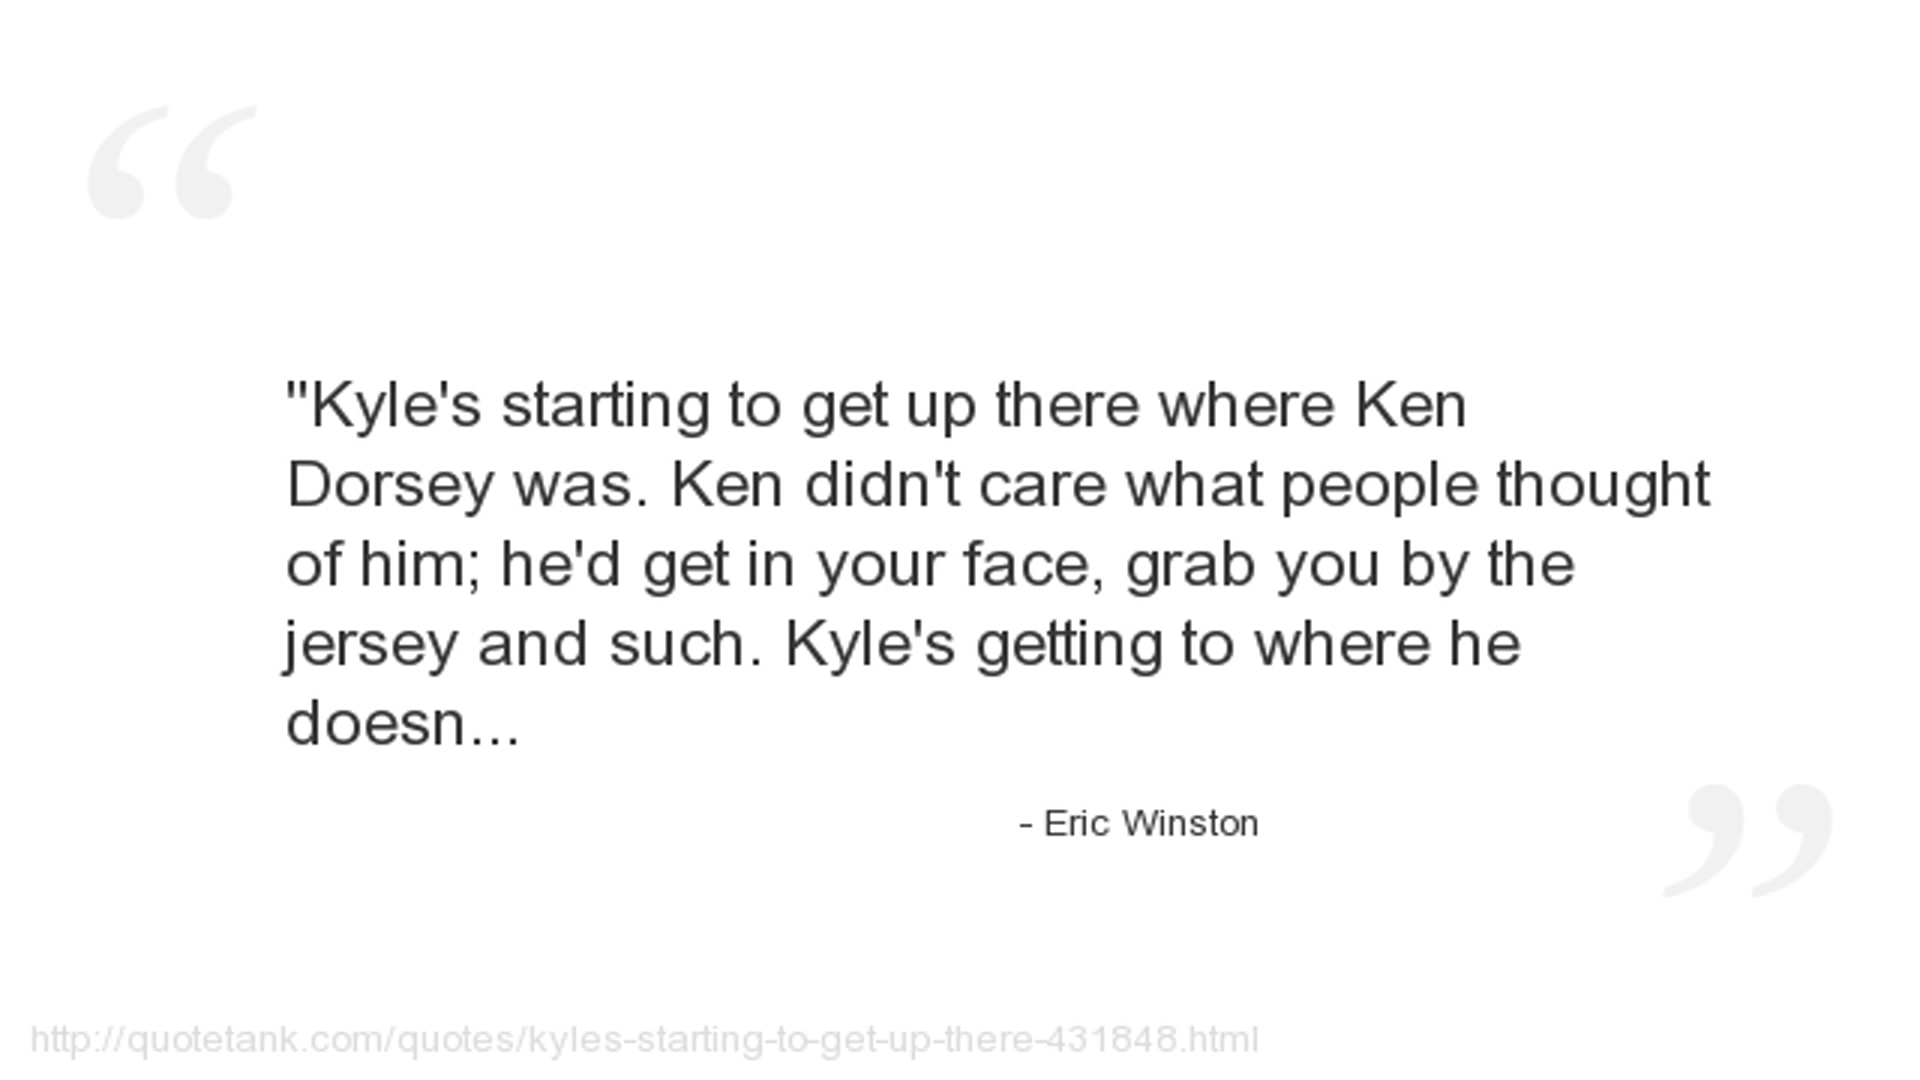 "Kyle's starting to get up there where Ken
Dorsey was. Ken didn't care what people thought
of him; he'd get in your face, grab you by the
jersey and such. Kyle's getting to where he
doesn...
- Eric Winston
http://quotetank.com/quotes/kyles-starting-to-get-up-there-431848.html